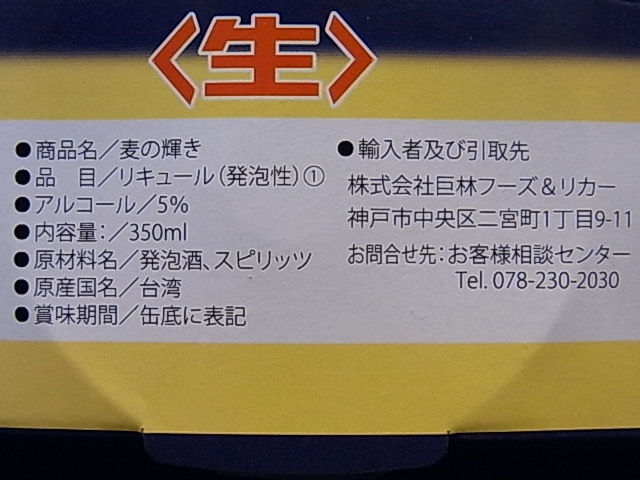 〈生〉
●商品名／麦の輝き
●品　目／リキュール（発泡性）①
●アルコール／5%
●内容量：／350ml
●原材料名／発泡酒、スピリッツ
●原産国名／台湾
●賞味期間／缶底に表記
●輸入者及び引取先
株式会社巨林フーズ＆リカー
神戸市中央区二宮町1丁目9-11
お問合せ先：お客様相談センター
Tel. 078-230-2030